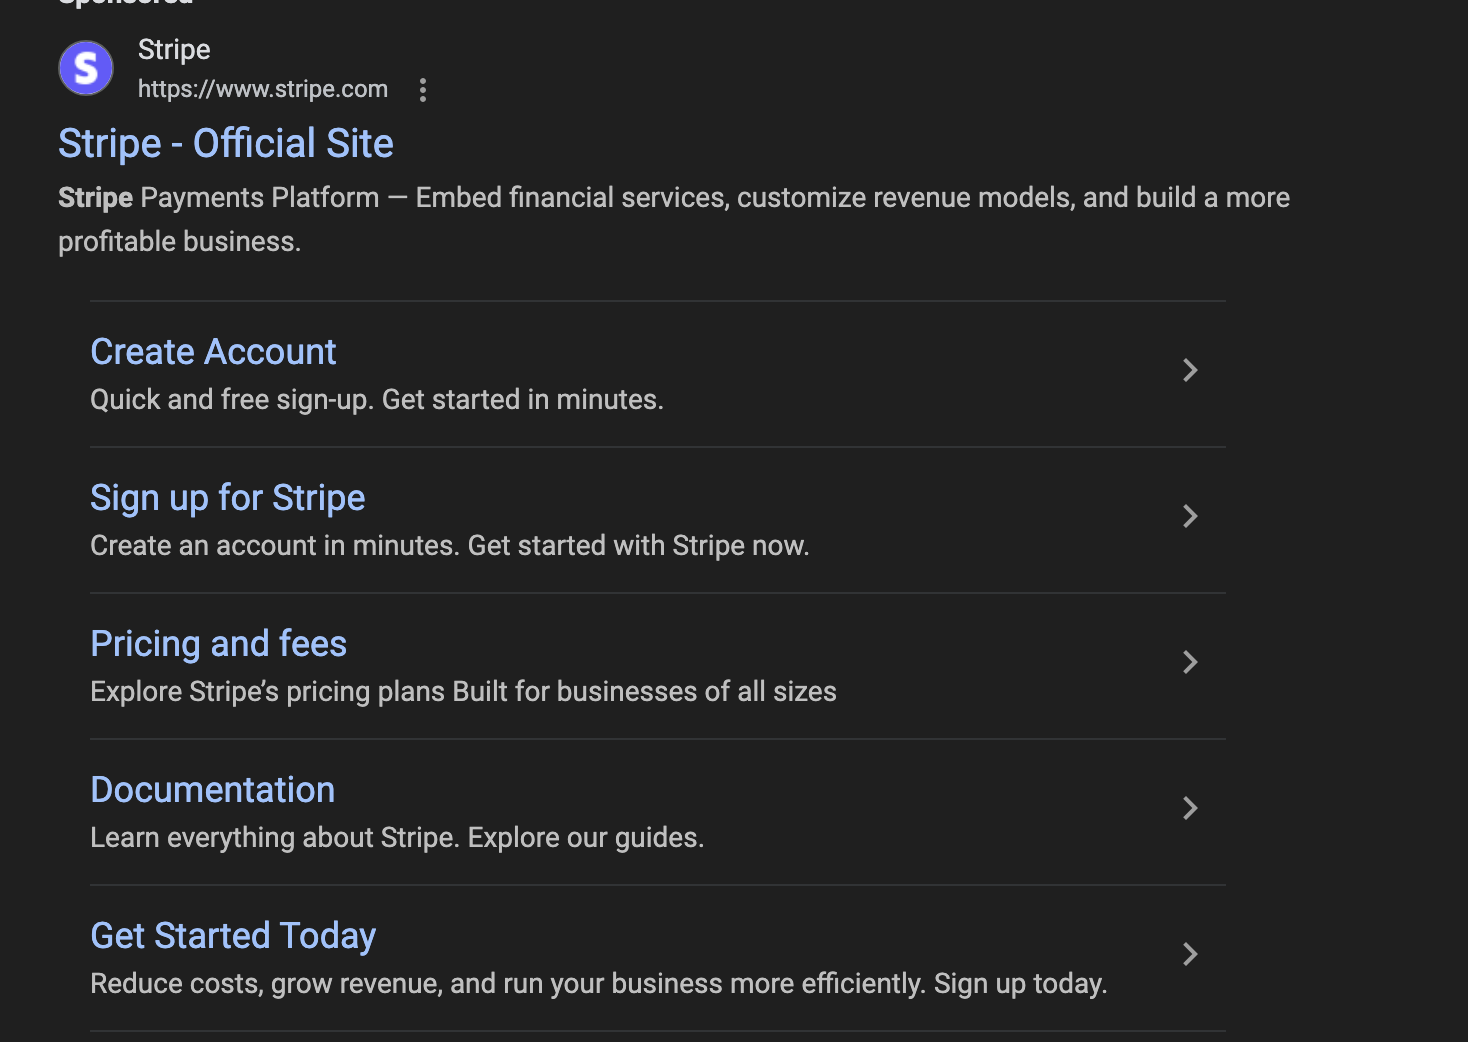 Sponsored
Stripe
https://www.stripe.com
Stripe - Official Site
Stripe Payments Platform — Embed financial services, customize revenue models, and build a more
profitable business.
Create Account
Quick and free sign-up. Get started in minutes.
Sign up for Stripe
Create an account in minutes. Get started with Stripe now.
Pricing and fees
Explore Stripe’s pricing plans Built for businesses of all sizes
Documentation
Learn everything about Stripe. Explore our guides.
Get Started Today
Reduce costs, grow revenue, and run your business more efficiently. Sign up today.